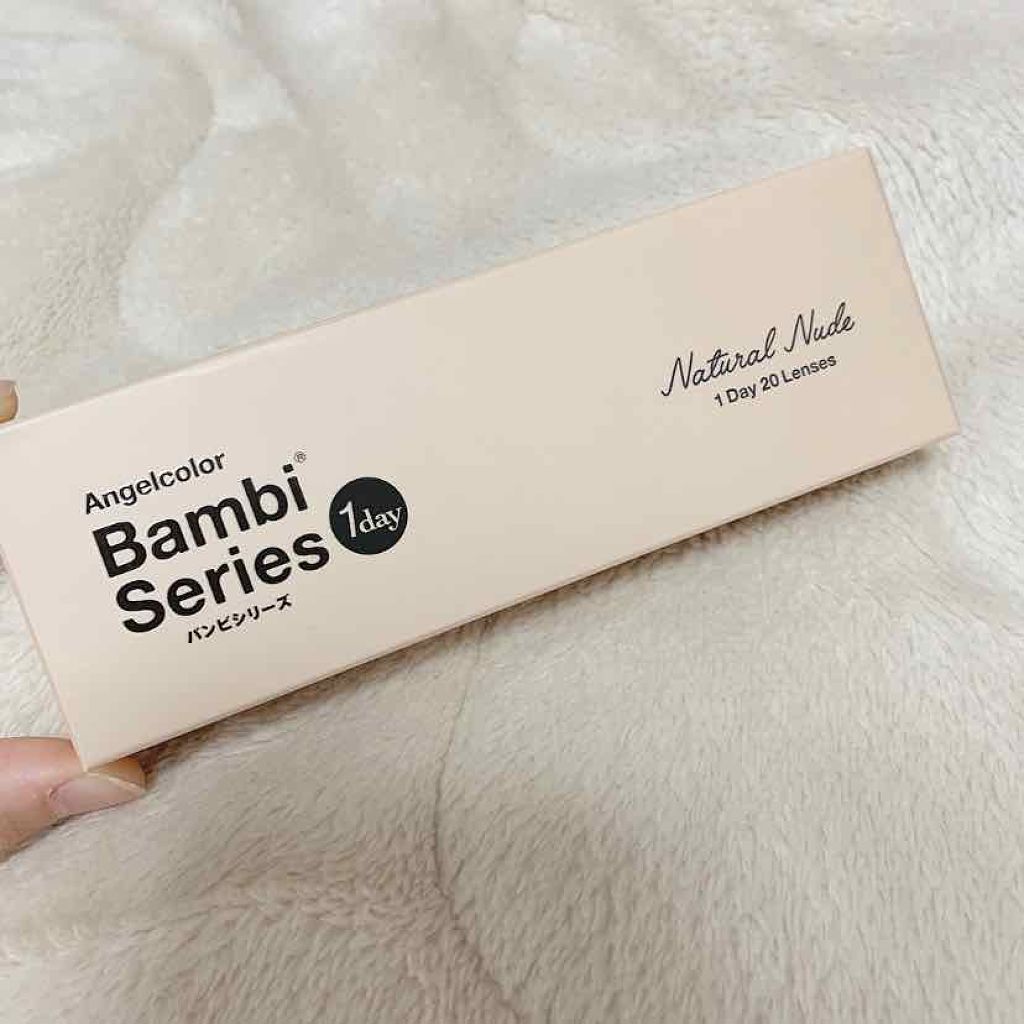 Angelcolor
Bambi®
Series 1day
バンビシリーズ
Natural Nude
1 Day 20 Lenses